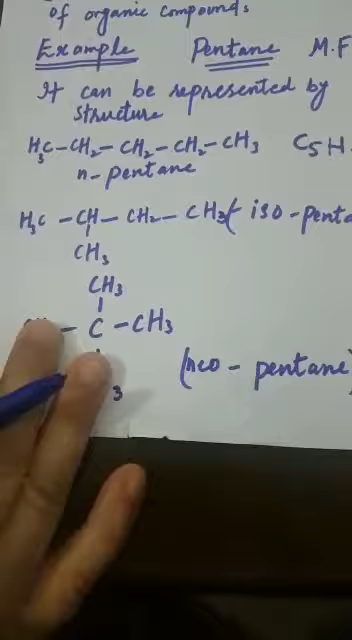 of organic compounds
Example Pentane M.F
It can be represented by
structure
H₃C-CH₂-CH₂-CH₂-CH₃ C₅H
n-pentane
H₃C-CH-CH₂-CH₃ (iso-penta
CH₃
CH₃
-C-CH₃
(neo-pentane)
3